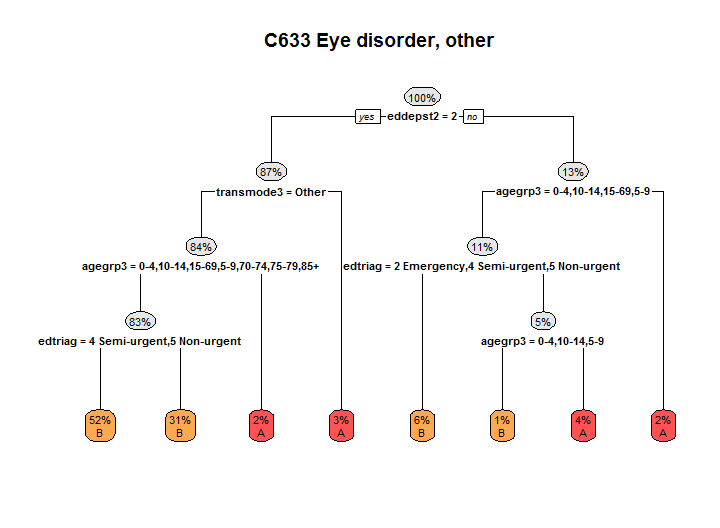 C633 Eye disorder, other
100%
yes eddepst2 = 2 no
87% 13%
transmode3 = Other agegrp3 = 0-4,10-14,15-69,5-9
84% 11%
agegrp3 = 0-4,10-14,15-69,5-9,70-74,75-79,85+ edtriag = 2 Emergency,4 Semi-urgent,5 Non-urgent
83% 5%
edtriag = 4 Semi-urgent,5 Non-urgent agegrp3 = 0-4,10-14,5-9
52% 31% 2% 3% 6% 1% 4% 2%
B B A A B B A A